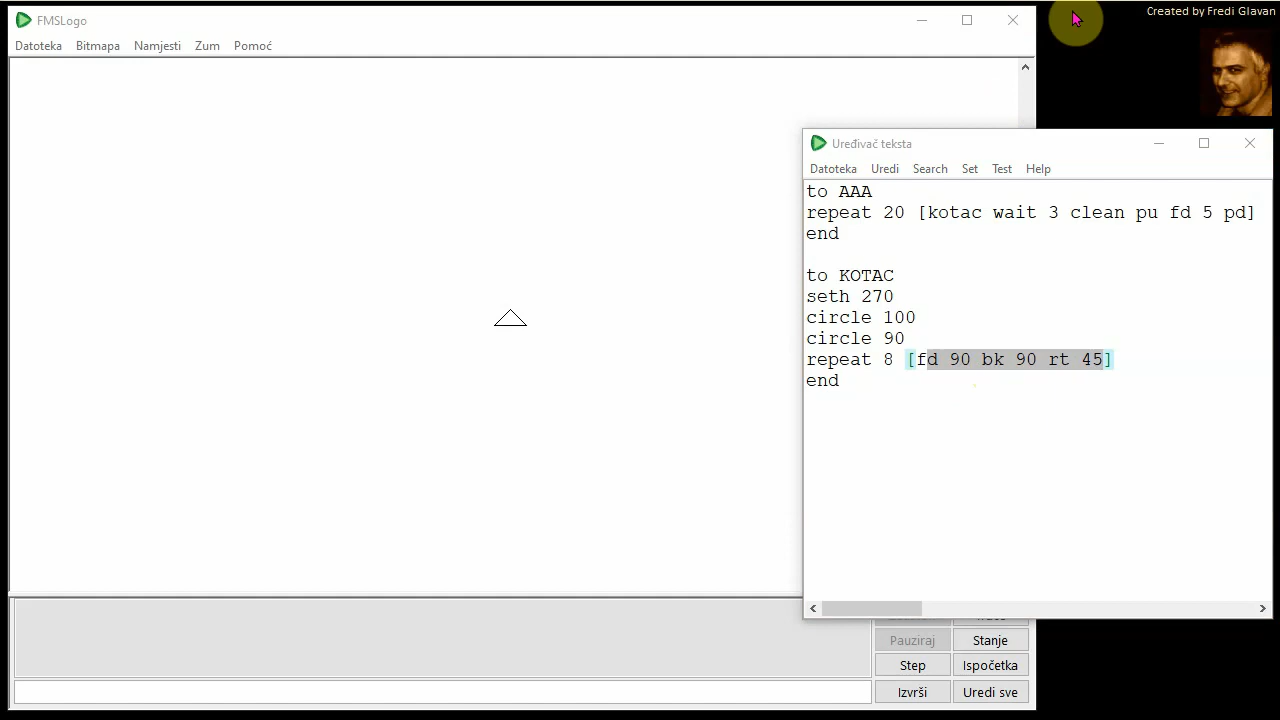 Created by Fredi Glavan
FMSLogo
Datoteka Bitmapa Namjesti Zum Pomoć
Uređivač teksta
Datoteka Uredi Search Set Test Help
to AAA
repeat 20 [kotac wait 3 clean pu fd 5 pd]
end
to KOTAC
seth 270
circle 100
circle 90
repeat 8 [fd 90 bk 90 rt 45]
end
Pauziraj Stanje
Step Ispočetka
Izvrši Uredi sve